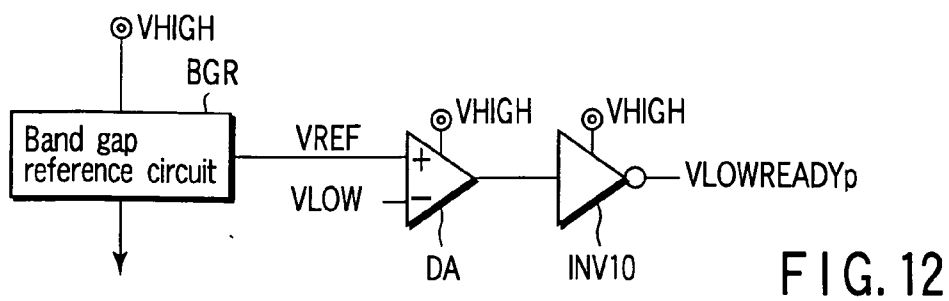 VHIGH
BGR
Band gap
reference circuit
VREF
VLOW
+
−
VHIGH
DA
VHIGH
INV10
VLOWREADYp
FIG. 12